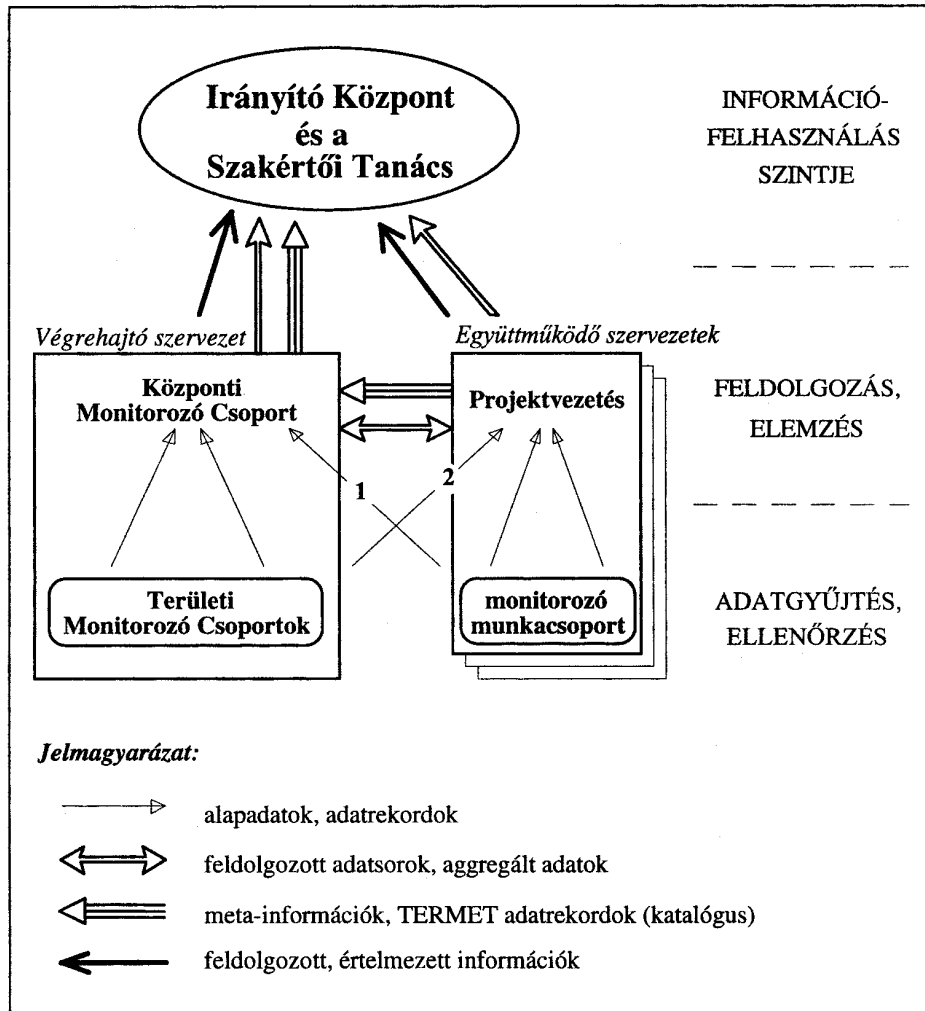 Irányító Központ
és a
Szakértői Tanács
INFORMÁCIÓ-
FELHASZNÁLÁS
SZINTJE
Végrehajtó szervezet
Együttműködő szervezetek
Központi
Monitorozó Csoport
Projektvezetés
FELDOLGOZÁS,
ELEMZÉS
1
2
Területi
Monitorozó Csoportok
monitorozó
munkacsoport
ADATGYŰJTÉS,
ELLENŐRZÉS
Jelmagyarázat:
alapadatok, adatrekordok
feldolgozott adatsorok, aggregált adatok
meta-információk, TERMET adatrekordok (katalógus)
feldolgozott, értelmezett információk